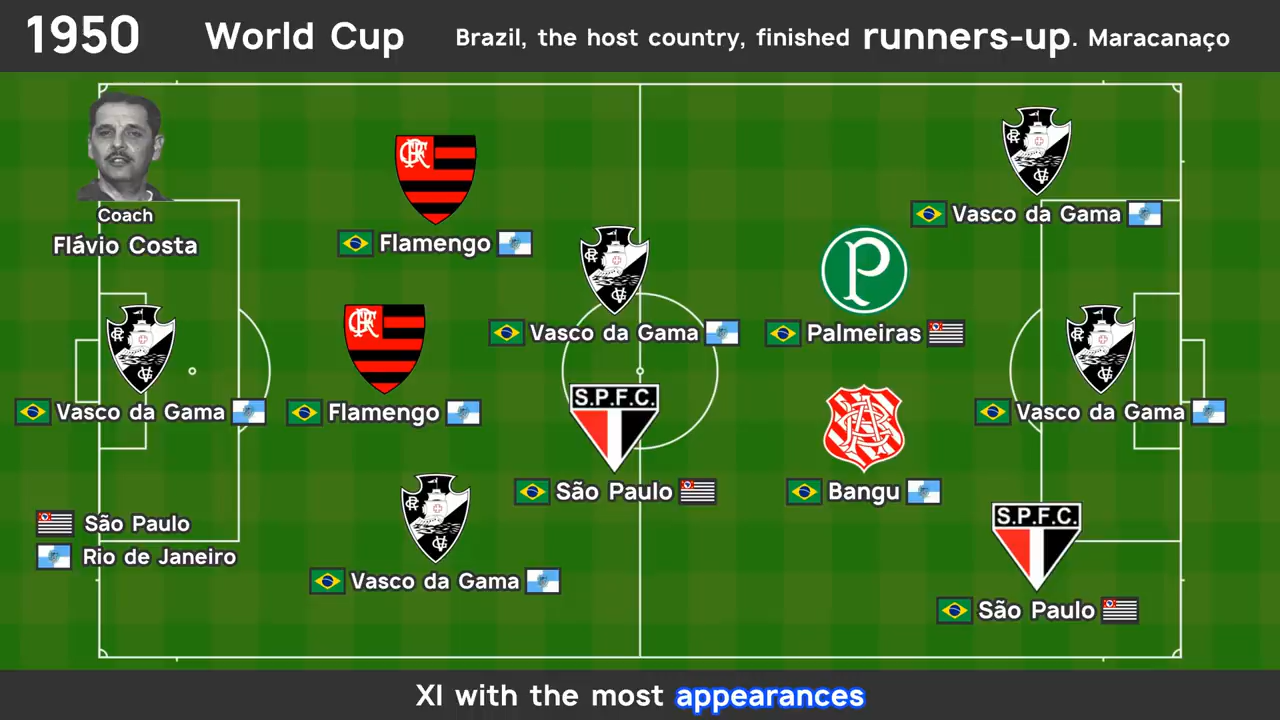 1950 World Cup Brazil, the host country, finished runners-up. Maracanaço
Coach
Flávio Costa
Flamengo
Vasco da Gama
Vasco da Gama
Palmeiras
Vasco da Gama
Flamengo
Vasco da Gama
S.P.F.C.
São Paulo
Bangu
São Paulo
Rio de Janeiro
Vasco da Gama
S.P.F.C.
São Paulo
XI with the most appearances